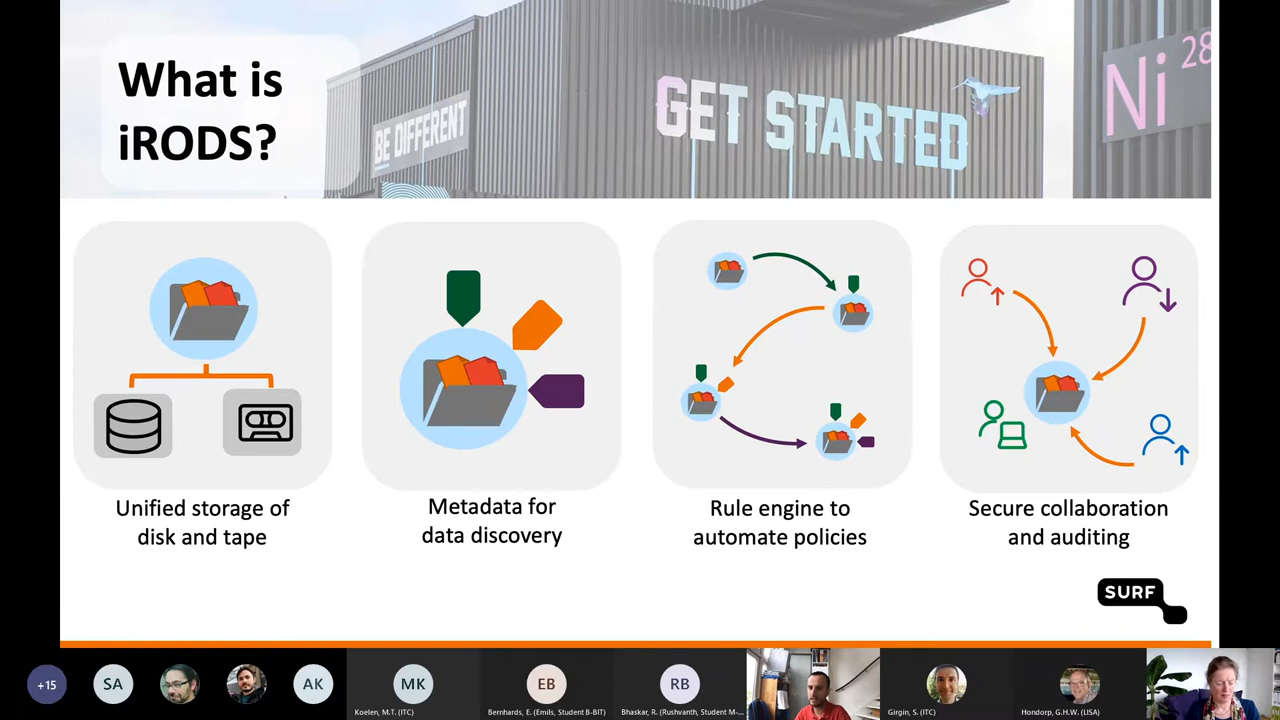 What is
iRODS?
BE DIFFERENT
GET STARTED
Ni 28
Unified storage of
disk and tape
Metadata for
data discovery
Rule engine to
automate policies
Secure collaboration
and auditing
SURF
+15
SA
AK
MK
Koelen, M.T. (ITC)
EB
Bernhards, E. (Emils, Student B-BIT)
RB
Bhaskar, R. (Rushvanth, Student M-...
Girgin, S. (ITC)
Hondorp, G.H.W. (LISA)